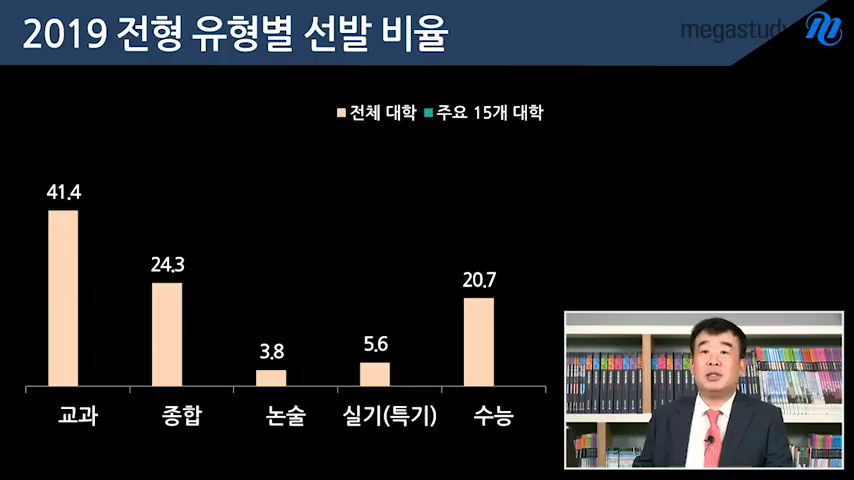 2019 전형 유형별 선발 비율
megastudy
전체 대학 주요 15개 대학
41.4
24.3
3.8
5.6
20.7
교과 종합 논술 실기(특기) 수능